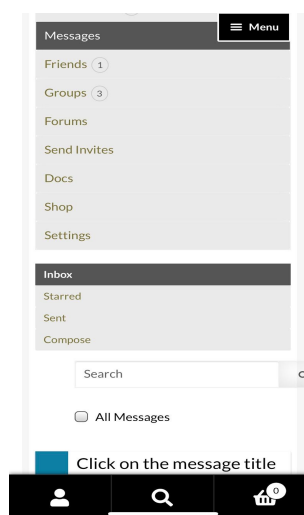 Menu
Messages
Friends 1
Groups 3
Forums
Send Invites
Docs
Shop
Settings
Inbox
Starred
Sent
Compose
Search
All Messages
Click on the message title
0